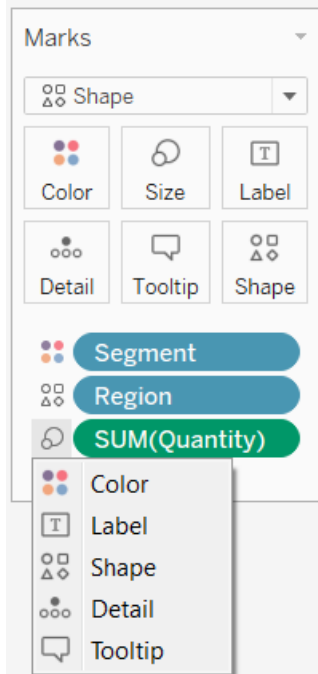 Marks
Shape
Color Size Label
Detail Tooltip Shape
Segment
Region
SUM(Quantity)
Color
Label
Shape
Detail
Tooltip